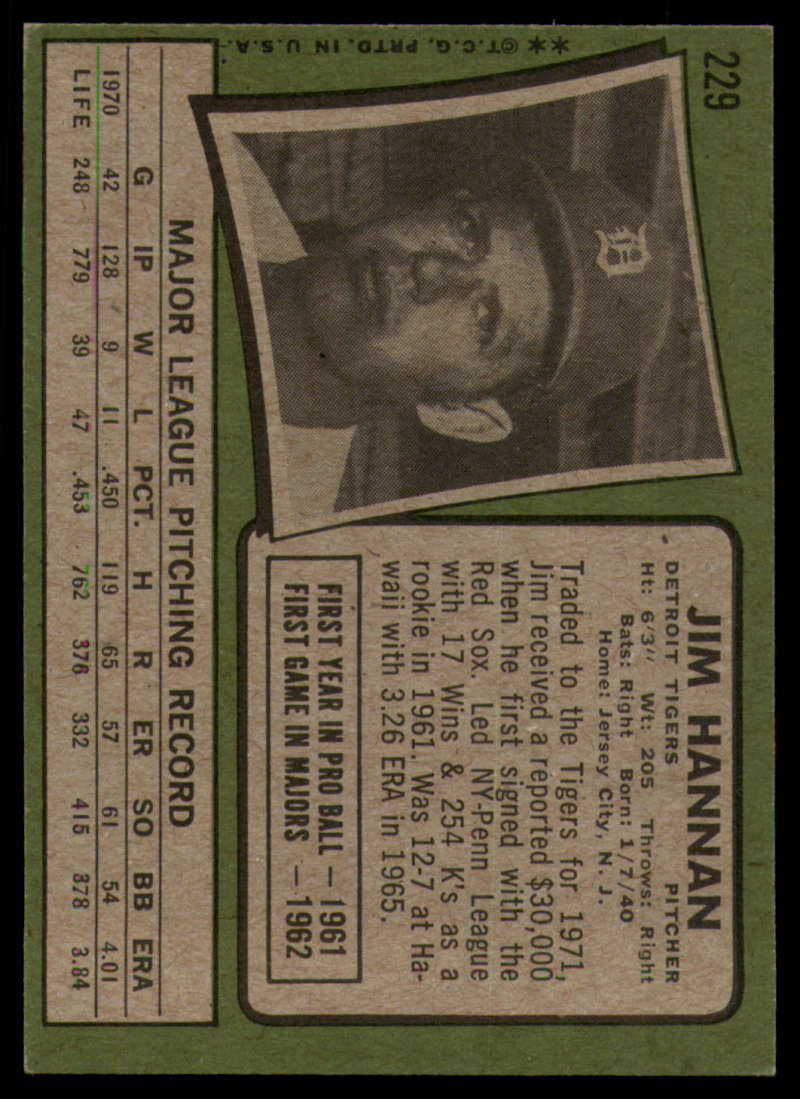 229
**©T.C.G. PRTD. IN U.S.A.
JIM HANNAN
DETROIT TIGERS PITCHER
Ht: 6'3" Wt: 205 Throws: Right
Bats: Right Born: 1/7/40
Home: Jersey City, N. J.
Traded to the Tigers for 1971,
Jim received a reported $30,000
when he first signed with the
Red Sox. Led NY-Penn League
with 17 Wins & 254 K's as a
rookie in 1961. Was 12-7 at Ha-
waii with 3.26 ERA in 1965.
FIRST YEAR IN PRO BALL — 1961
FIRST GAME IN MAJORS — 1962
MAJOR LEAGUE PITCHING RECORD
G IP W L PCT. H R ER SO BB ERA
1970 42 128 9 11 .450 119 65 57 61 54 4.01
LIFE 248 779 39 47 .453 762 376 332 415 378 3.84